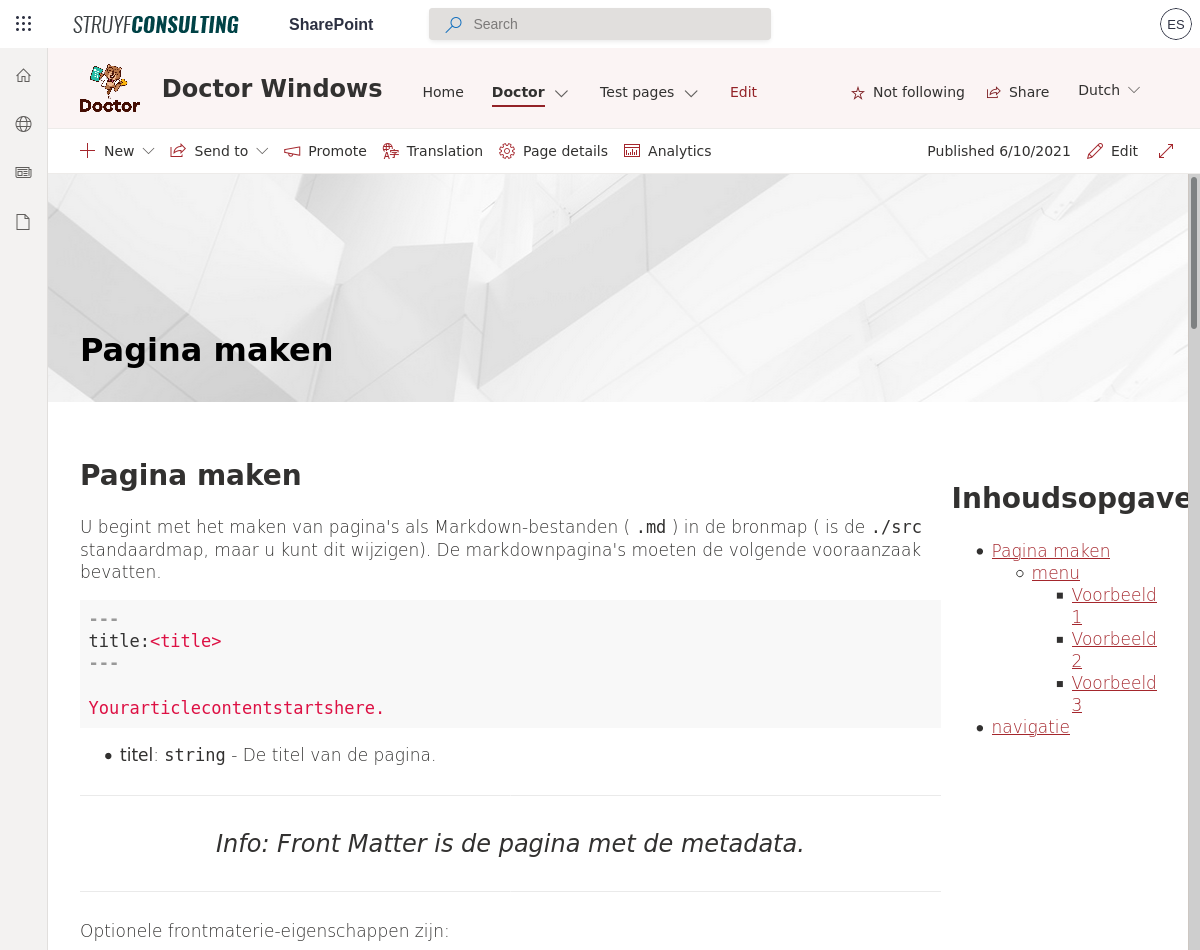 STRUYFCONSULTING SharePoint Search ES
Doctor Doctor Windows Home Doctor Test pages Edit Not following Share Dutch
New Send to Promote Translation Page details Analytics Published 6/10/2021 Edit
Pagina maken
Pagina maken
U begint met het maken van pagina's als Markdown-bestanden ( .md ) in de bronmap ( is de ./src
standaardmap, maar u kunt dit wijzigen). De markdownpagina's moeten de volgende vooraanzaak
bevatten.
---
title:<title>
---
Yourarticlecontentstartshere.
• titel: string - De titel van de pagina.
Info: Front Matter is de pagina met de metadata.
Optionele frontmaterie-eigenschappen zijn:
Inhoudsopgave
• Pagina maken
○ menu
▪ Voorbeeld
1
▪ Voorbeeld
2
▪ Voorbeeld
3
• navigatie